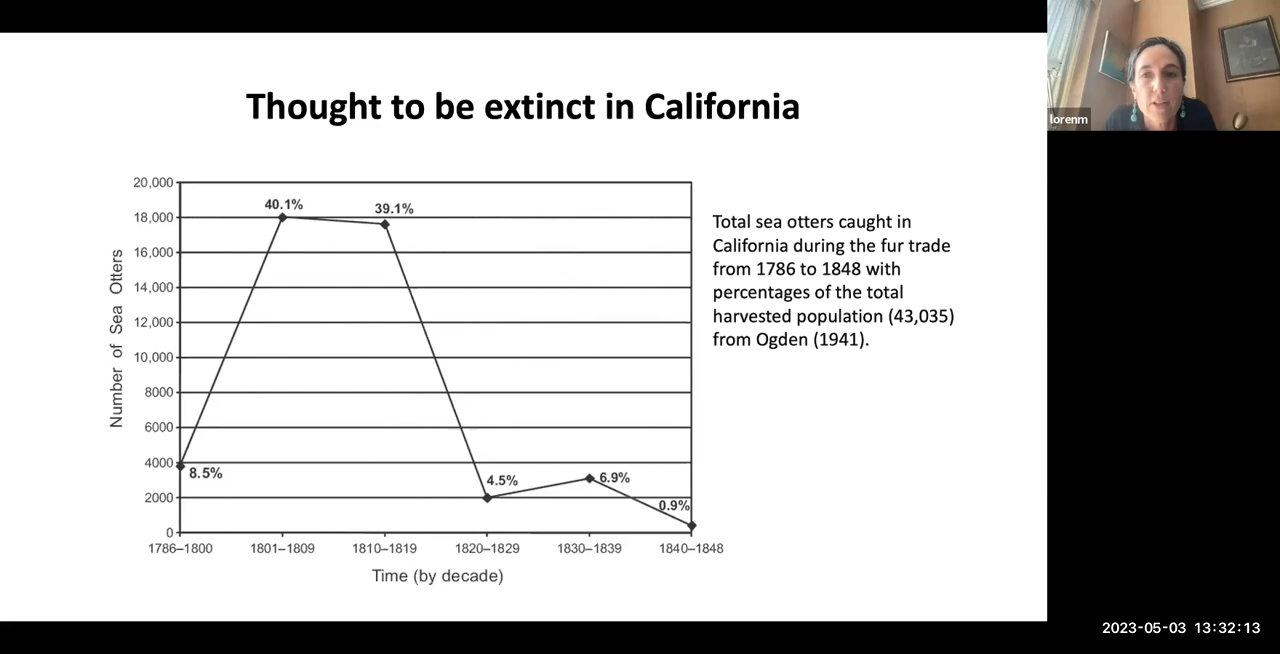 Thought to be extinct in California
lorenm
20,000
18,000
16,000
14,000
12,000
10,000
8000
6000
4000
2000
0
Number of Sea Otters
40.1%
39.1%
8.5%
4.5%
6.9%
0.9%
1786–1800
1801–1809
1810–1819
1820–1829
1830–1839
1840–1848
Time (by decade)
Total sea otters caught in
California during the fur trade
from 1786 to 1848 with
percentages of the total
harvested population (43,035)
from Ogden (1941).
2023-05-03 13:32:13